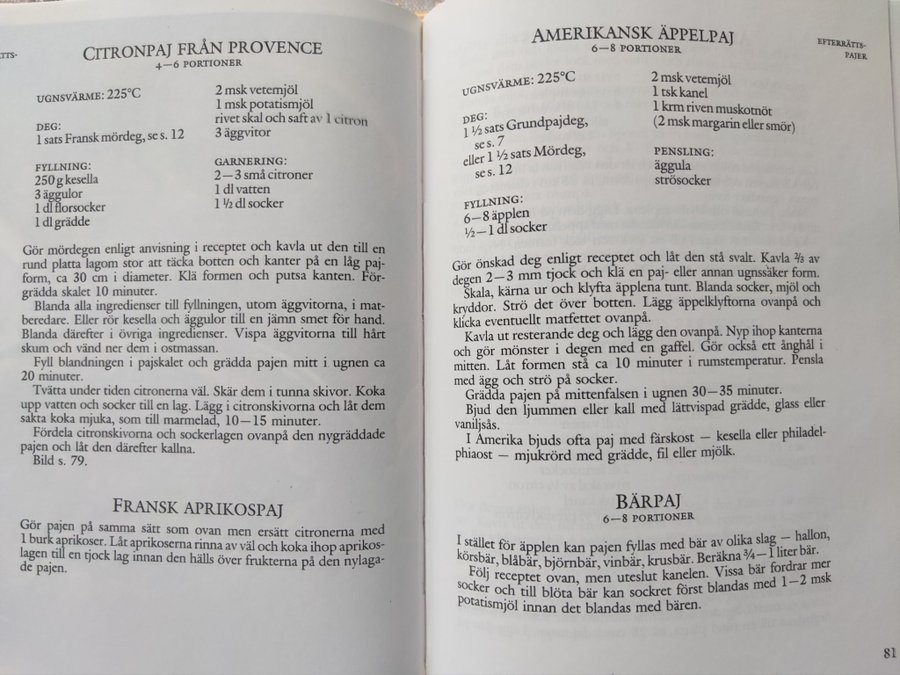 TTS-
CITRONPAJ FRÅN PROVENCE
4—6 PORTIONER
UGNSVÄRME: 225°C
DEG:
1 sats Fransk mördeg, se s. 12
FYLLNING:
250 g kesella
3 äggulor
1 dl florsocker
1 dl grädde
2 msk vetemjöl
1 msk potatismjöl
rivet skal och saft av 1 citron
3 äggvitor
GARNERING:
2—3 små citroner
1 dl vatten
1 ½ dl socker
Gör mördegen enligt anvisning i receptet och kavla ut den till en
rund platta lagom stor att täcka botten och kanter på en låg paj-
form, ca 30 cm i diameter. Klä formen och putsa kanten. För-
grädda skalet 10 minuter.
Blanda alla ingredienser till fyllningen, utom äggvitorna, i mat-
beredare. Eller rör kesella och äggulor till en jämn smet för hand.
Blanda därefter i övriga ingredienser. Vispa äggvitorna till hårt
skum och vänd ner dem i ostmassan.
Fyll blandningen i pajskalet och grädda pajen mitt i ugnen ca
20 minuter.
Tvätta under tiden citronerna väl. Skär dem i tunna skivor. Koka
upp vatten och socker till en lag. Lägg i citronskivorna och låt dem
sakta koka mjuka, som till marmelad, 10—15 minuter.
Fördela citronskivorna och sockerlagen ovanpå den nygräddade
pajen och låt den därefter kallna.
Bild s. 79.
FRANSK APRIKOSPAJ
Gör pajen på samma sätt som ovan men ersätt citronerna med
1 burk aprikoser. Låt aprikoserna rinna av väl och koka ihop aprikos-
lagen till en tjock lag innan den hälls över frukterna på den nylaga-
de pajen.
AMERIKANSK ÄPPELPAJ
6—8 PORTIONER
EFTERRÄTTS-
PAJER
UGNSVÄRME: 225°C
DEG:
1 ½ sats Grundpajdeg,
se s. 7
eller 1 ½ sats Mördeg,
se s. 12
FYLLNING:
6—8 äpplen
½—1 dl socker
2 msk vetemjöl
1 tsk kanel
1 krm riven muskotnöt
(2 msk margarin eller smör)
PENSLING:
äggula
strösocker
Gör önskad deg enligt receptet och låt den stå svalt. Kavla ⅔ av
degen 2—3 mm tjock och klä en paj- eller annan ugnssäker form.
Skala, kärna ur och klyfta äpplena tunt. Blanda socker, mjöl och
kryddor. Strö det över botten. Lägg äppelklyftorna ovanpå och
klicka eventuellt matfettet ovanpå.
Kavla ut resterande deg och lägg den ovanpå. Nyp ihop kanterna
och gör mönster i degen med en gaffel. Gör också ett ånghål i
mitten. Låt formen stå ca 10 minuter i rumstemperatur. Pensla
med ägg och strö på socker.
Grädda pajen på mittenfalsen i ugnen 30—35 minuter.
Bjud den ljummen eller kall med lättvispad grädde, glass eller
vaniljsås.
I Amerika bjuds ofta paj med färskost — kesella eller philadel-
phiaost — mjukrörd med grädde, fil eller mjölk.
BÄRPAJ
6—8 PORTIONER
I stället för äpplen kan pajen fyllas med bär av olika slag — hallon,
körsbär, blåbär, björnbär, vinbär, krusbär. Beräkna ¾—1 liter bär.
Följ receptet ovan, men uteslut kanelen. Vissa bär fordrar mer
socker och till blöta bär kan sockret först blandas med 1—2 msk
potatismjöl innan det blandas med bären.
81